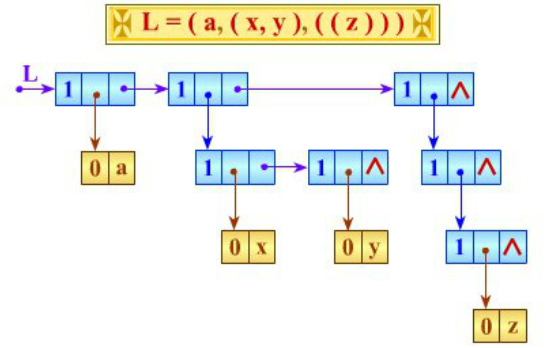 L = ( a, ( x, y ), ( ( z ) ) )
L
1 1 1 ∧
0 a 1 1 ∧ 1 ∧
0 x 0 y 1 ∧
0 z